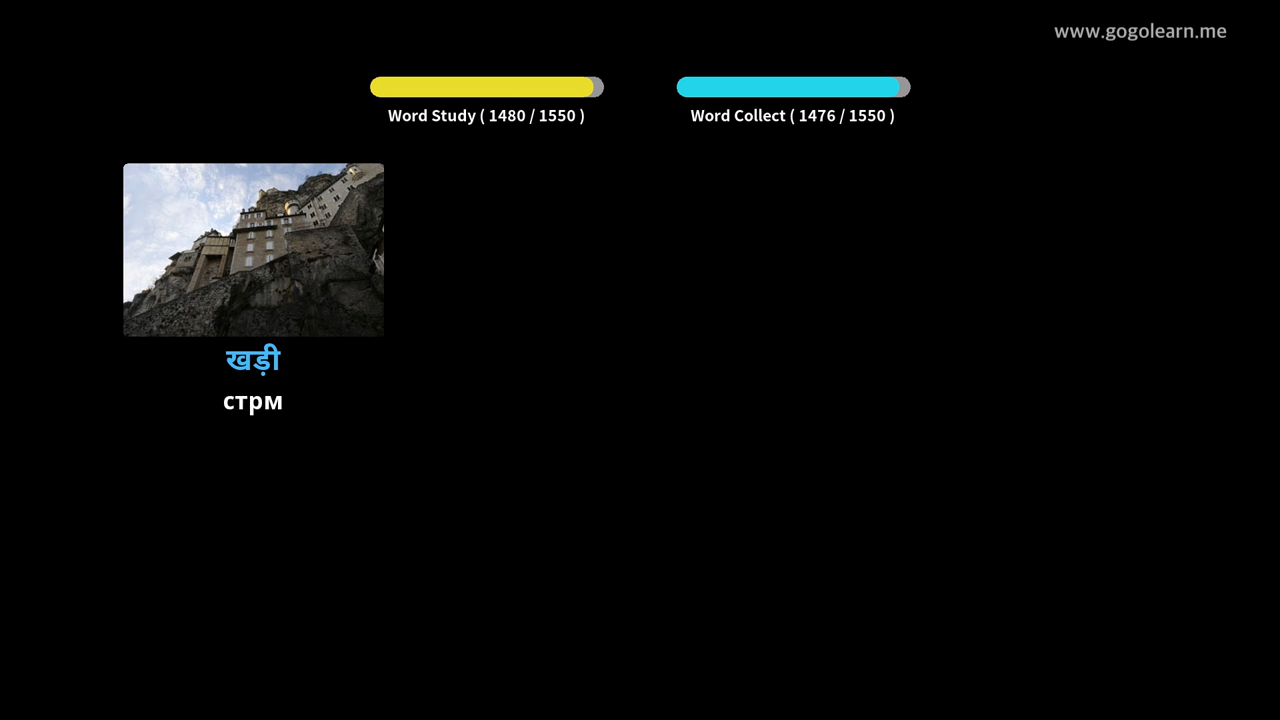 www.gogolearn.me
Word Study ( 1480 / 1550 )
Word Collect ( 1476 / 1550 )
खड़ी
стрм